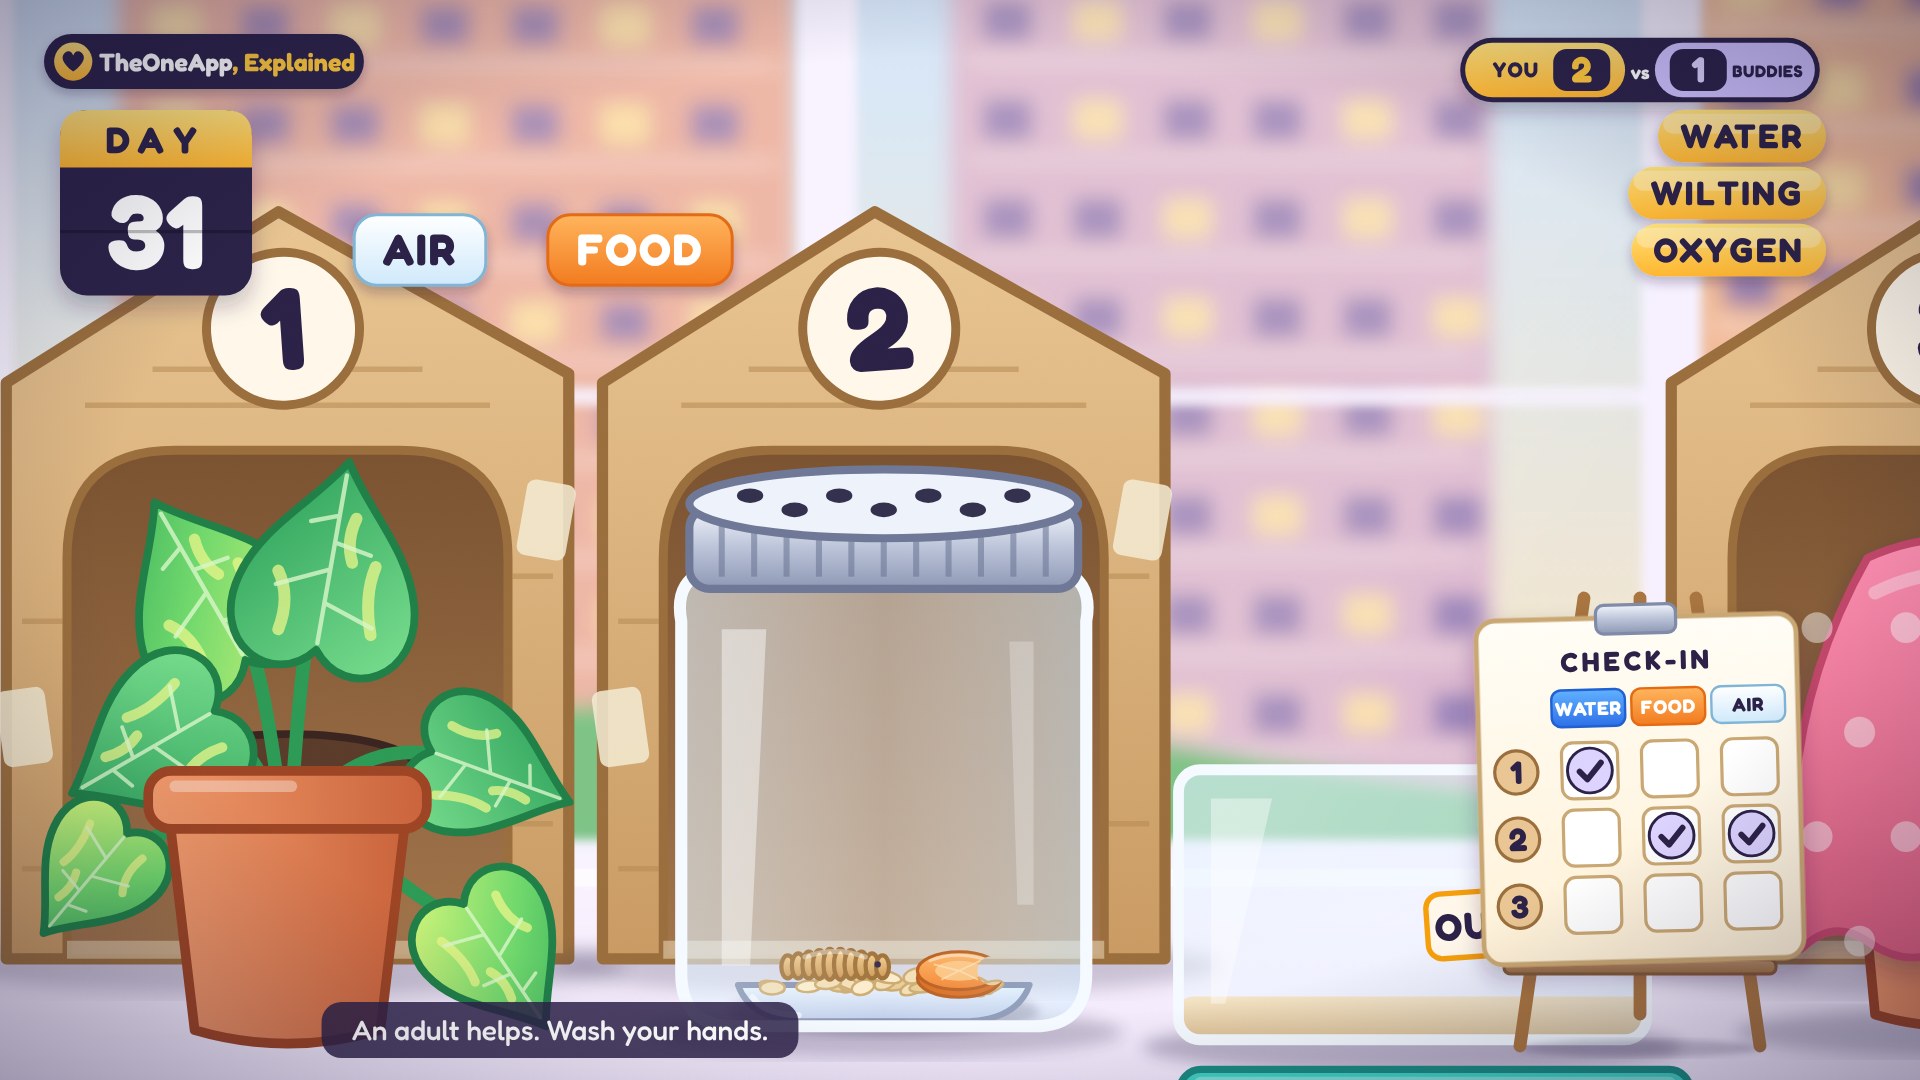 TheOneApp, Explained
YOU 2 vs 1 BUDDIES
DAY
31
WATER
WILTING
OXYGEN
AIR
FOOD
1
2
CHECK-IN
WATER FOOD AIR
1
2
3
An adult helps. Wash your hands.